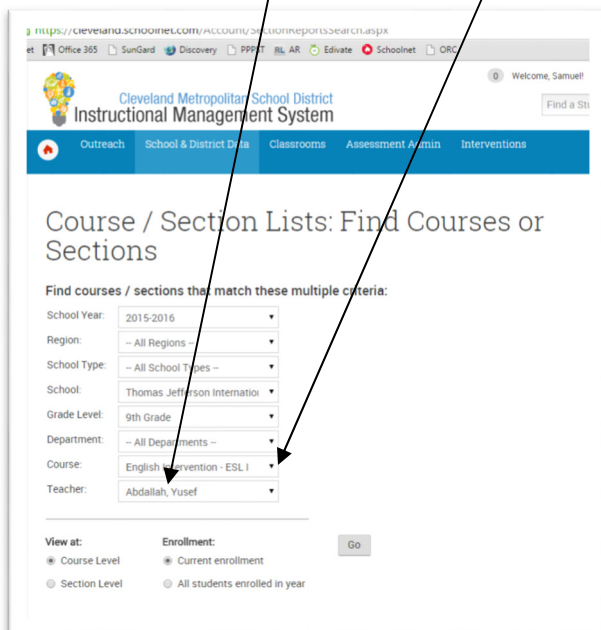 https://cleveland.schoolnet.com/Account/SectionReportsSearch.aspx
et Office 365 SunGard Discovery PPPST RL AR Edivate Schoolnet ORC
0 Welcome, Samuel!
Cleveland Metropolitan School District
Instructional Management System
Find a Stu
Outreach School & District Data Classrooms Assessment Admin Interventions
Course / Section Lists: Find Courses or
Sections
Find courses / sections that match these multiple criteria:
School Year: 2015-2016
Region: -- All Regions --
School Type: -- All School Types --
School: Thomas Jefferson Internatio
Grade Level: 9th Grade
Department: -- All Departments --
Course: English Intervention - ESL I
Teacher: Abdallah, Yusef
View at: Enrollment:
Go
Course Level Current enrollment
Section Level All students enrolled in year